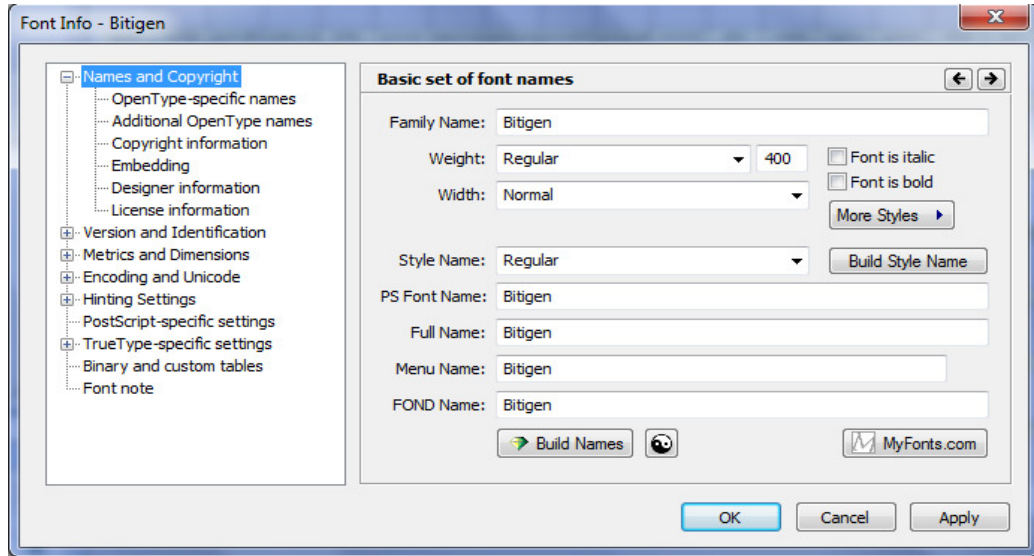 Font Info - Bitigen
Names and Copyright
OpenType-specific names
Additional OpenType names
Copyright information
Embedding
Designer information
License information
Version and Identification
Metrics and Dimensions
Encoding and Unicode
Hinting Settings
PostScript-specific settings
TrueType-specific settings
Binary and custom tables
Font note
Basic set of font names
Family Name: Bitigen
Weight: Regular 400 Font is italic
Font is bold
Width: Normal
More Styles
Style Name: Regular Build Style Name
PS Font Name: Bitigen
Full Name: Bitigen
Menu Name: Bitigen
FOND Name: Bitigen
Build Names MyFonts.com
OK Cancel Apply